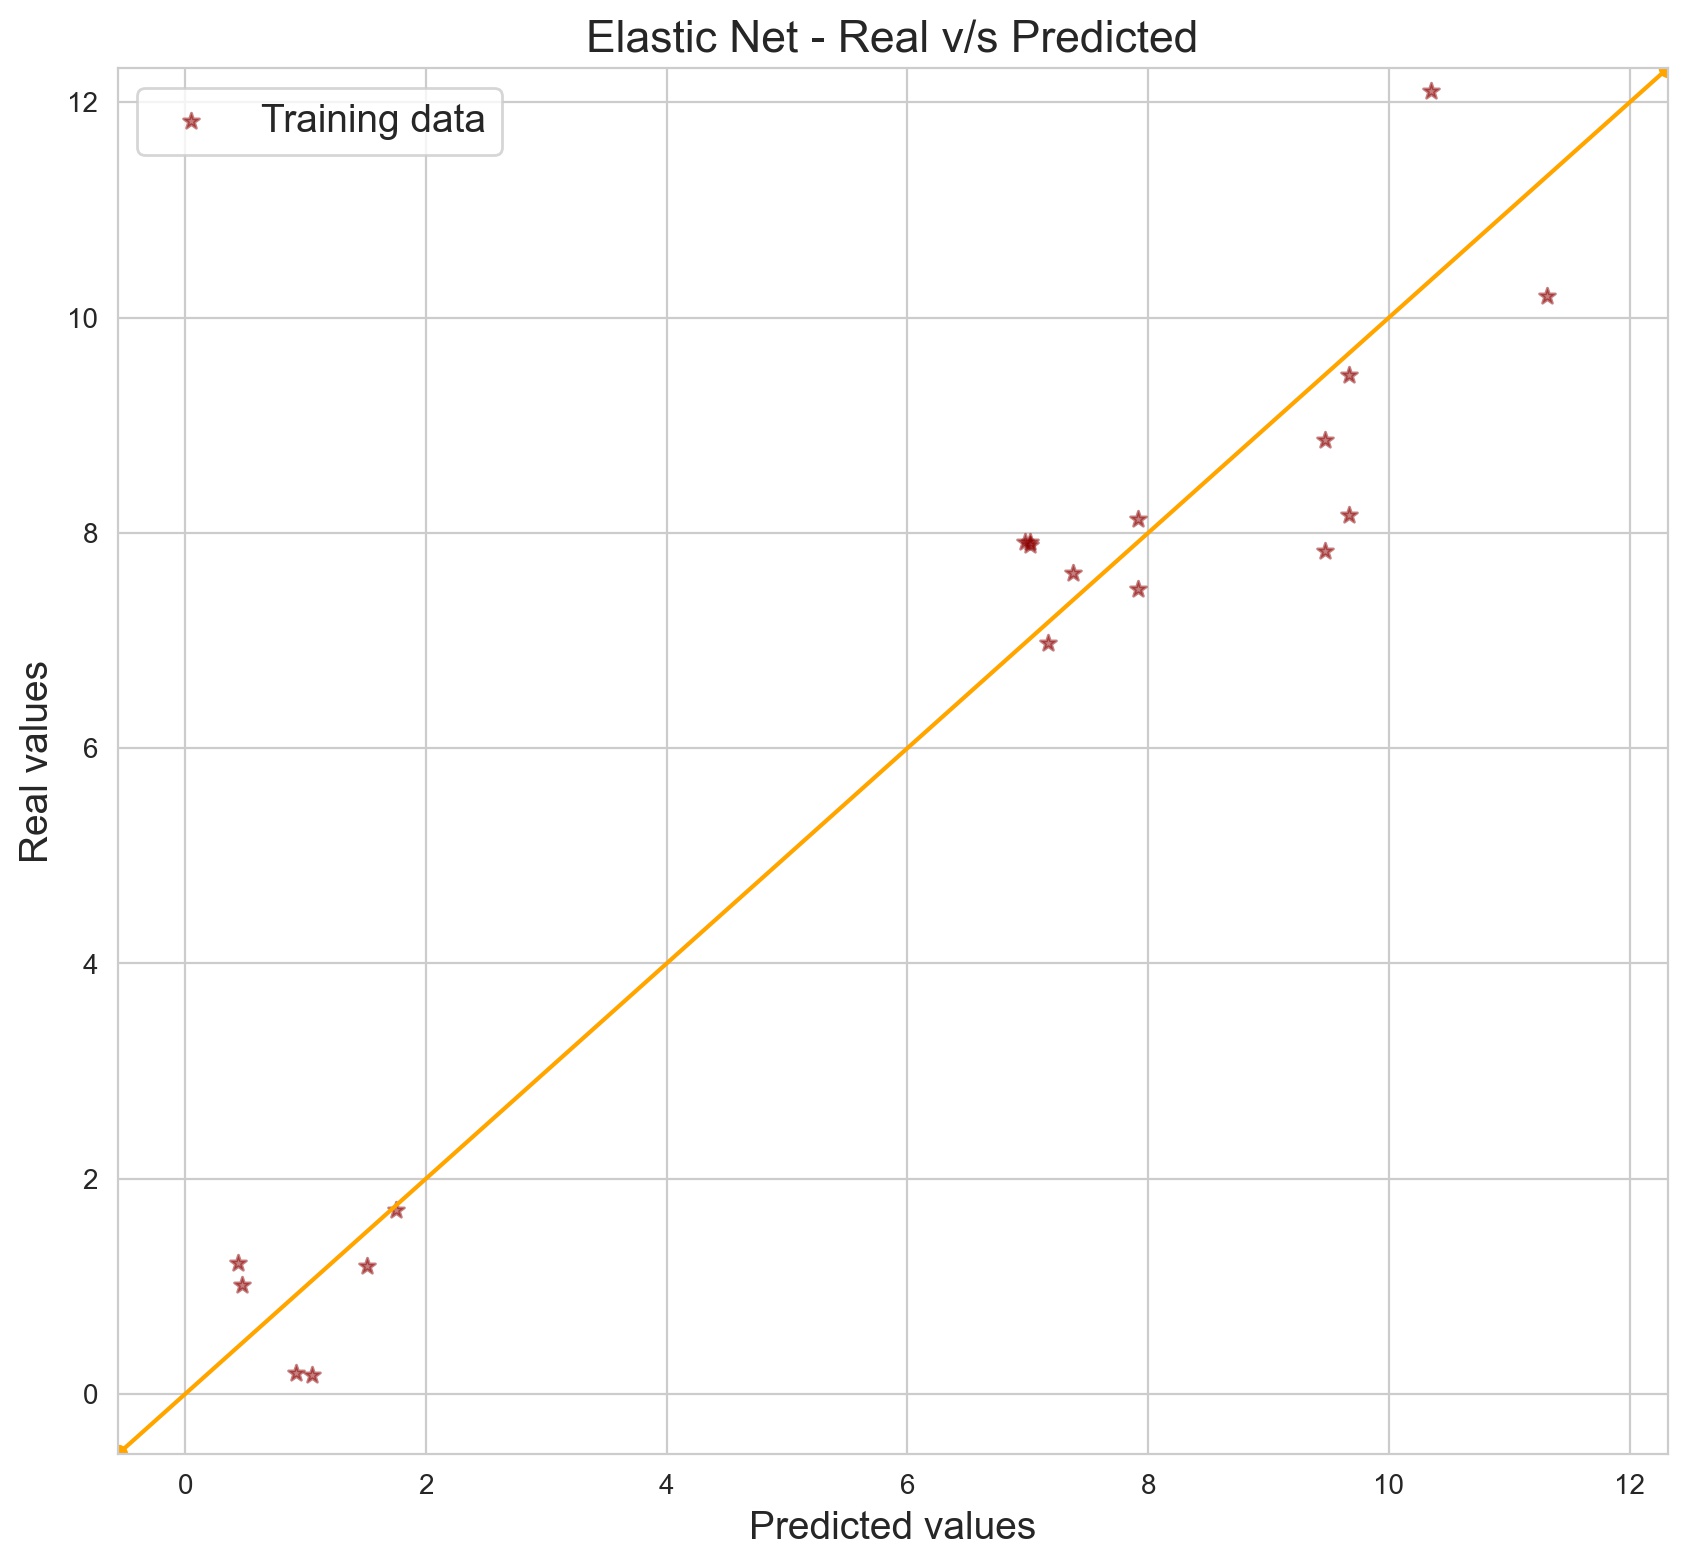 Elastic Net - Real v/s Predicted
Training data
12
10
8
6
4
2
0
Real values
0 2 4 6 8 10 12
Predicted values